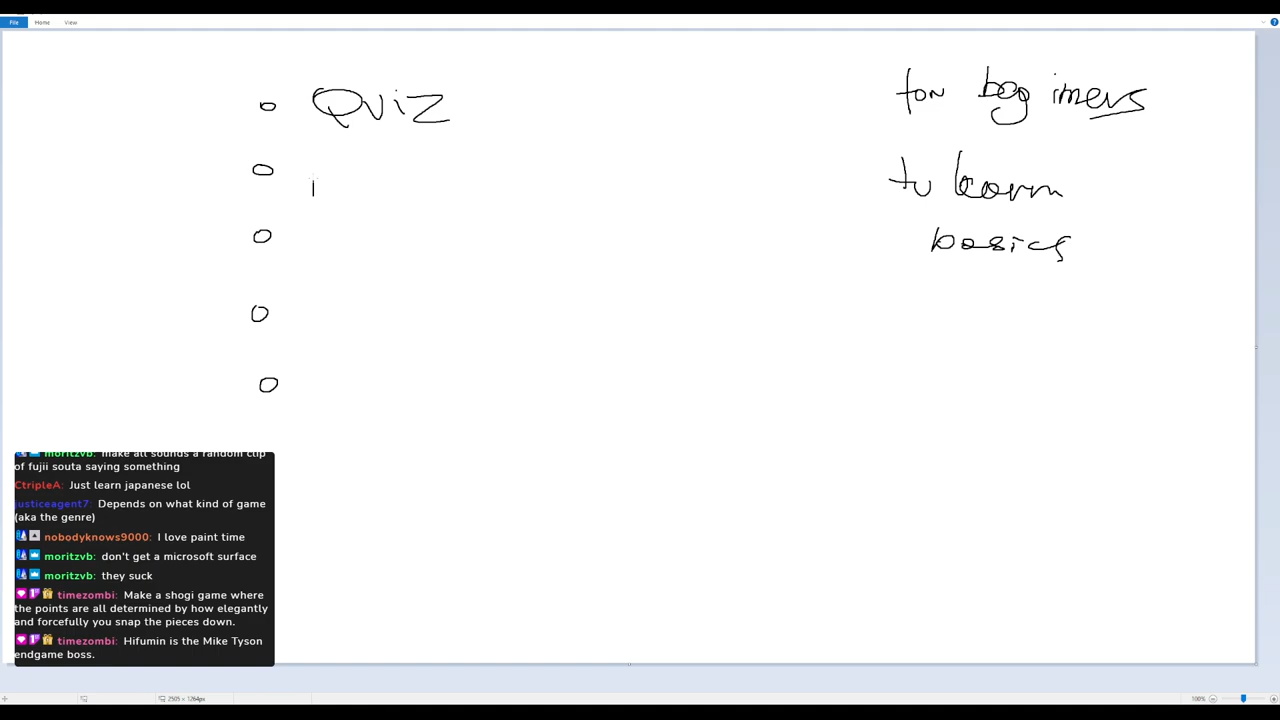 File Home View
QUiZ
for beginners
to learn
basics
moritzvb: make all sounds a random clip
of fujii souta saying something
CtripleA: Just learn japanese lol
justiceagent7: Depends on what kind of game
(aka the genre)
nobodyknows9000: I love paint time
moritzvb: don't get a microsoft surface
moritzvb: they suck
timezombi: Make a shogi game where
the points are all determined by how elegantly
and forcefully you snap the pieces down.
timezombi: Hifumin is the Mike Tyson
endgame boss.
2505 × 1264px
100%